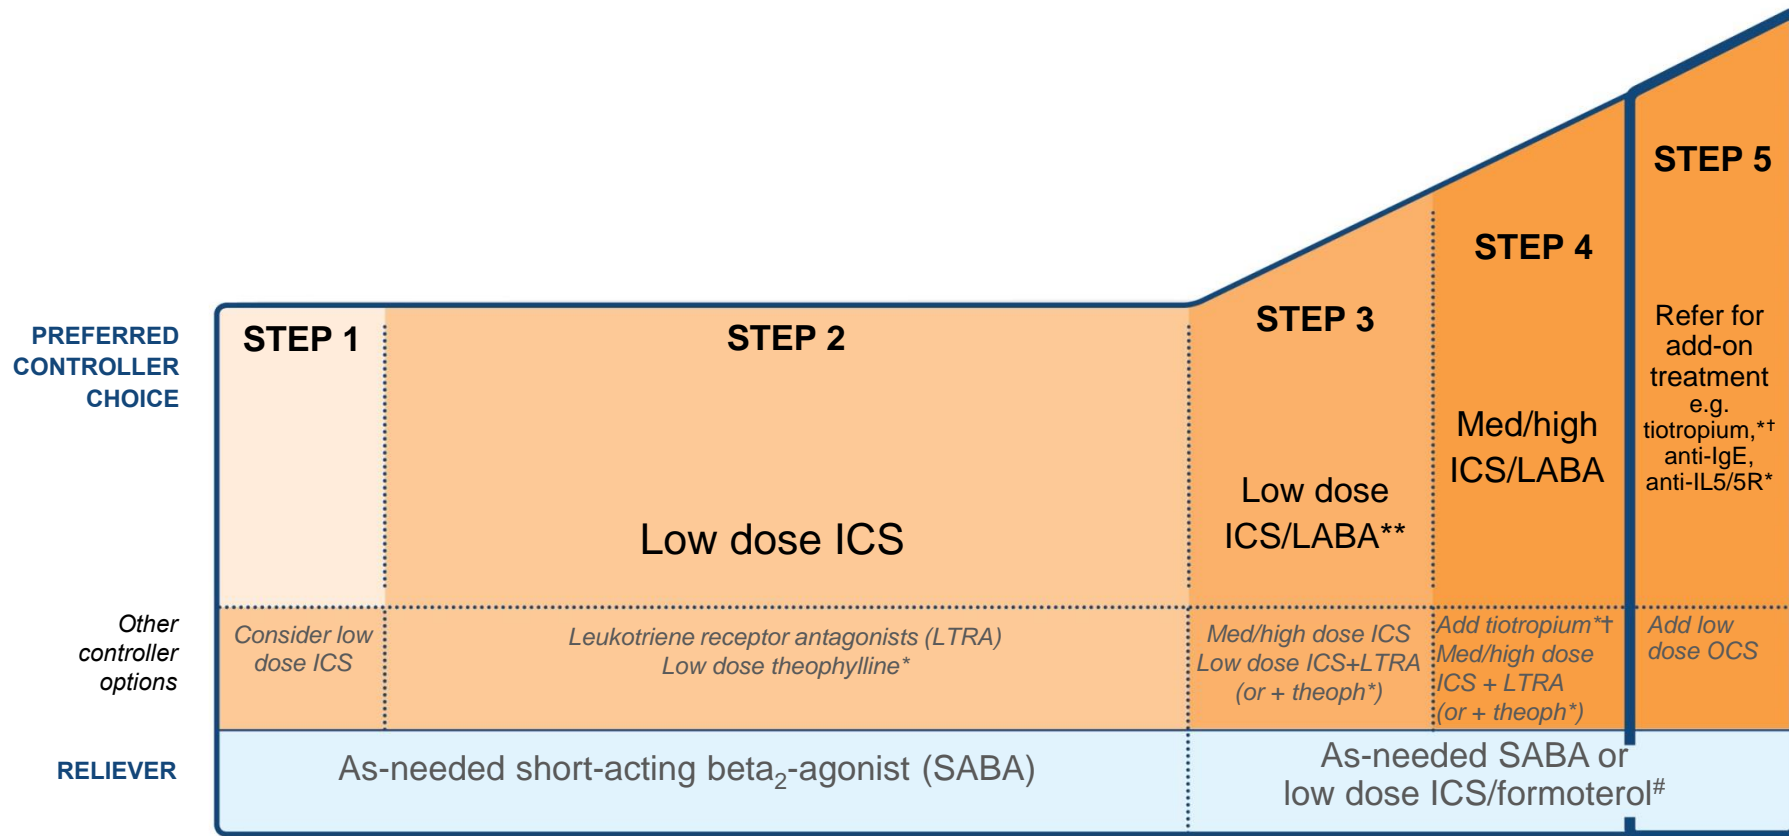 PREFERRED
CONTROLLER
CHOICE
STEP 1
STEP 2
Low dose ICS
STEP 3
Low dose
ICS/LABA**
STEP 4
Med/high
ICS/LABA
STEP 5
Refer for
add-on
treatment
e.g.
tiotropium,*†
anti-IgE,
anti-IL5/5R*
Other
controller
options
Consider low
dose ICS
Leukotriene receptor antagonists (LTRA)
Low dose theophylline*
Med/high dose ICS
Low dose ICS+LTRA
(or + theoph*)
Add tiotropium*†
Med/high dose
ICS + LTRA
(or + theoph*)
Add low
dose OCS
RELIEVER
As-needed short-acting beta₂-agonist (SABA)
As-needed SABA or
low dose ICS/formoterol#